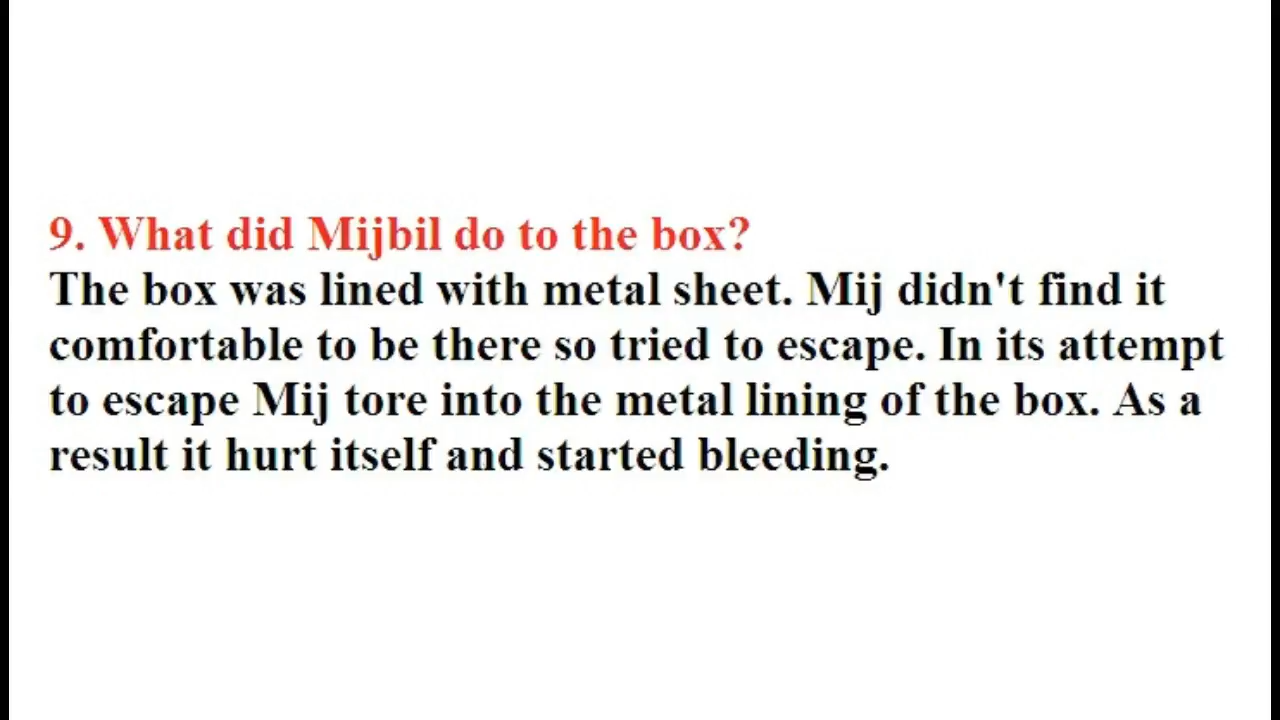 9. What did Mijbil do to the box?
The box was lined with metal sheet. Mij didn't find it
comfortable to be there so tried to escape. In its attempt
to escape Mij tore into the metal lining of the box. As a
result it hurt itself and started bleeding.